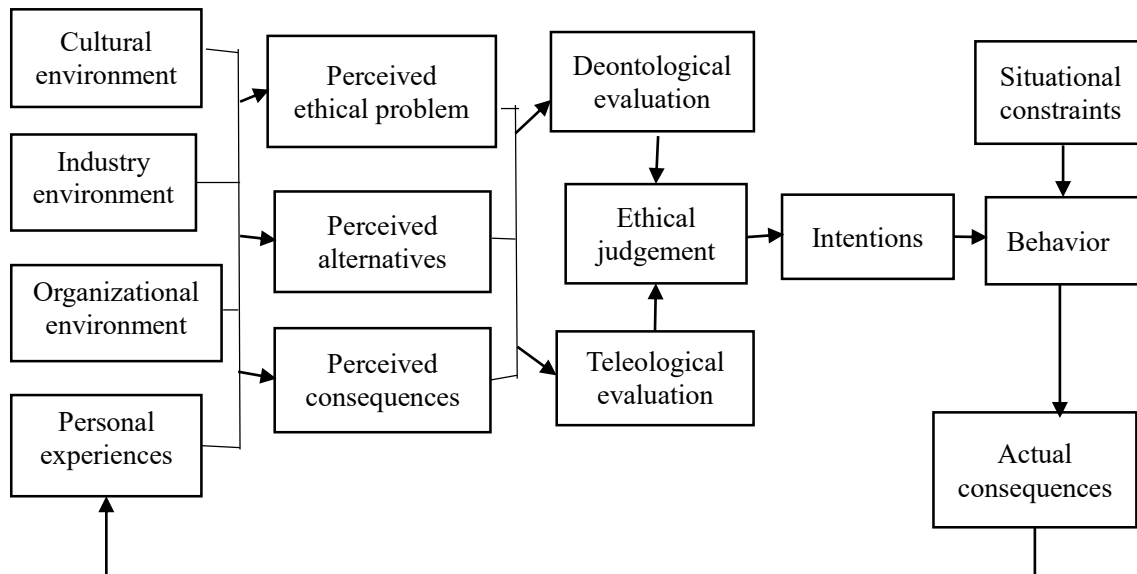 Cultural
environment
Industry
environment
Organizational
environment
Personal
experiences
Perceived
ethical problem
Perceived
alternatives
Perceived
consequences
Deontological
evaluation
Ethical
judgement
Teleological
evaluation
Intentions
Situational
constraints
Behavior
Actual
consequences